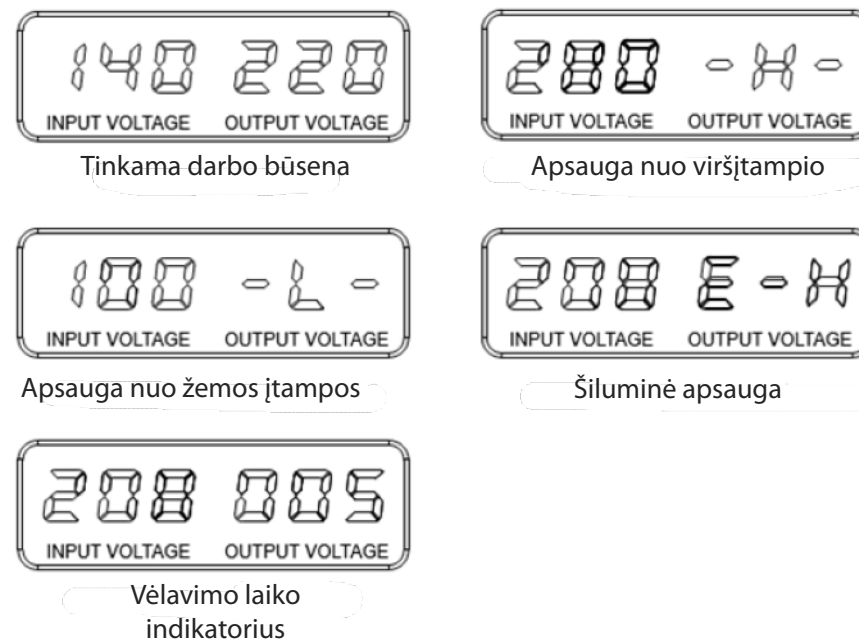 140 220
INPUT VOLTAGE OUTPUT VOLTAGE
Tinkama darbo būsena
280 -H-
INPUT VOLTAGE OUTPUT VOLTAGE
Apsauga nuo viršįtampio
100 -L-
INPUT VOLTAGE OUTPUT VOLTAGE
Apsauga nuo žemos įtampos
208 E-H
INPUT VOLTAGE OUTPUT VOLTAGE
Šiluminė apsauga
208 005
INPUT VOLTAGE OUTPUT VOLTAGE
Vėlavimo laiko
indikatorius